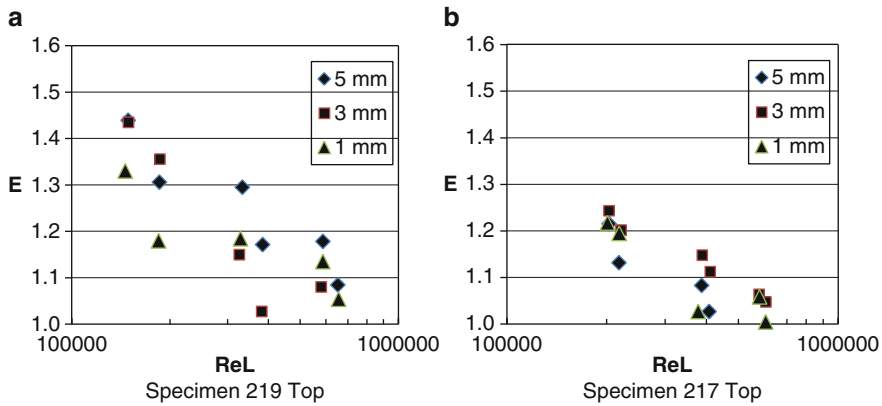 a
1.6
1.5
1.4
1.3
1.2
1.1
1.0
E
5 mm
3 mm
1 mm
100000
1000000
ReL
Specimen 219 Top
b
1.6
1.5
1.4
1.3
1.2
1.1
1.0
E
5 mm
3 mm
1 mm
100000
1000000
ReL
Specimen 217 Top